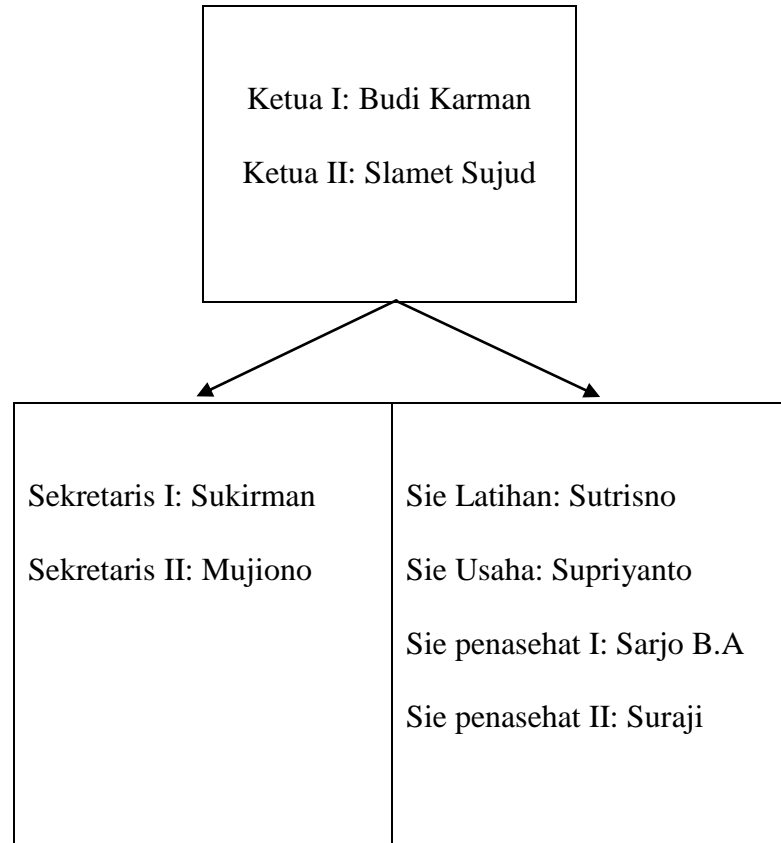 Ketua I: Budi Karman
Ketua II: Slamet Sujud
Sekretaris I: Sukirman
Sekretaris II: Mujiono
Sie Latihan: Sutrisno
Sie Usaha: Supriyanto
Sie penasehat I: Sarjo B.A
Sie penasehat II: Suraji